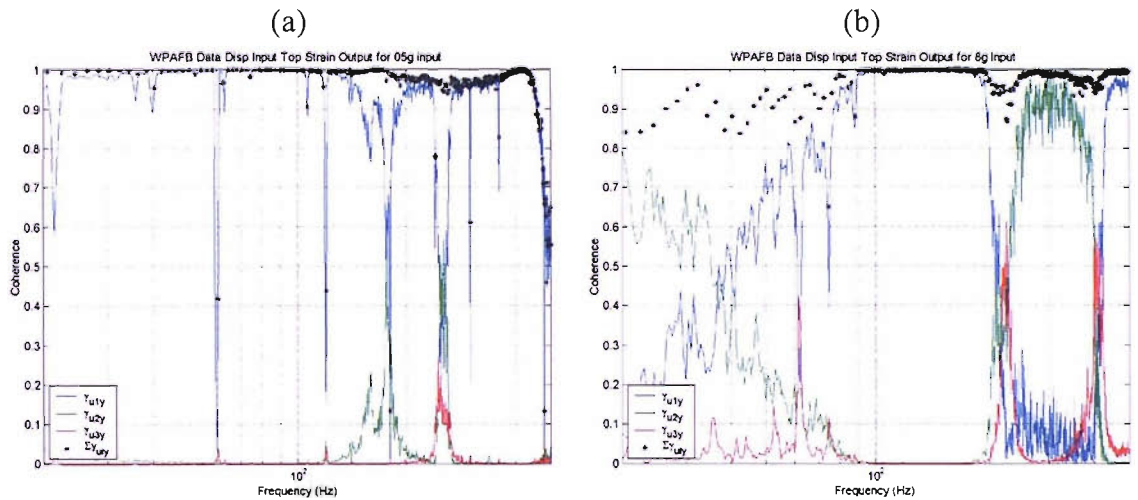 (a)
WPAFB Data Disp Input Top Strain Output for 05g input
1
0.9
0.8
0.7
0.6
0.5
0.4
0.3
0.2
0.1
0
Coherence
γu1y
γu2y
γu3y
Σγuiy
10²
Frequency (Hz)
(b)
WPAFB Data Disp Input Top Strain Output for 8g input
1
0.9
0.8
0.7
0.6
0.5
0.4
0.3
0.2
0.1
0
Coherence
γu1y
γu2y
γu3y
Σγuiy
10²
Frequency (Hz)